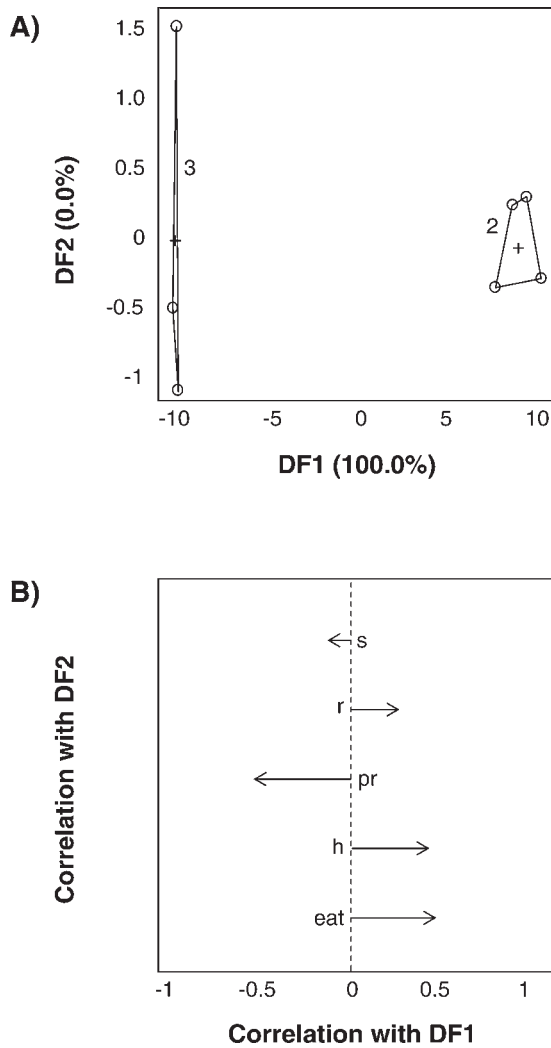 A)
1.5
1.0
0.5
0
-0.5
-1
DF2 (0.0%)
3
2
+
+
-10 -5 0 5 10
DF1 (100.0%)
B)
Correlation with DF2
s
r
pr
h
eat
-1 -0.5 0 0.5 1
Correlation with DF1